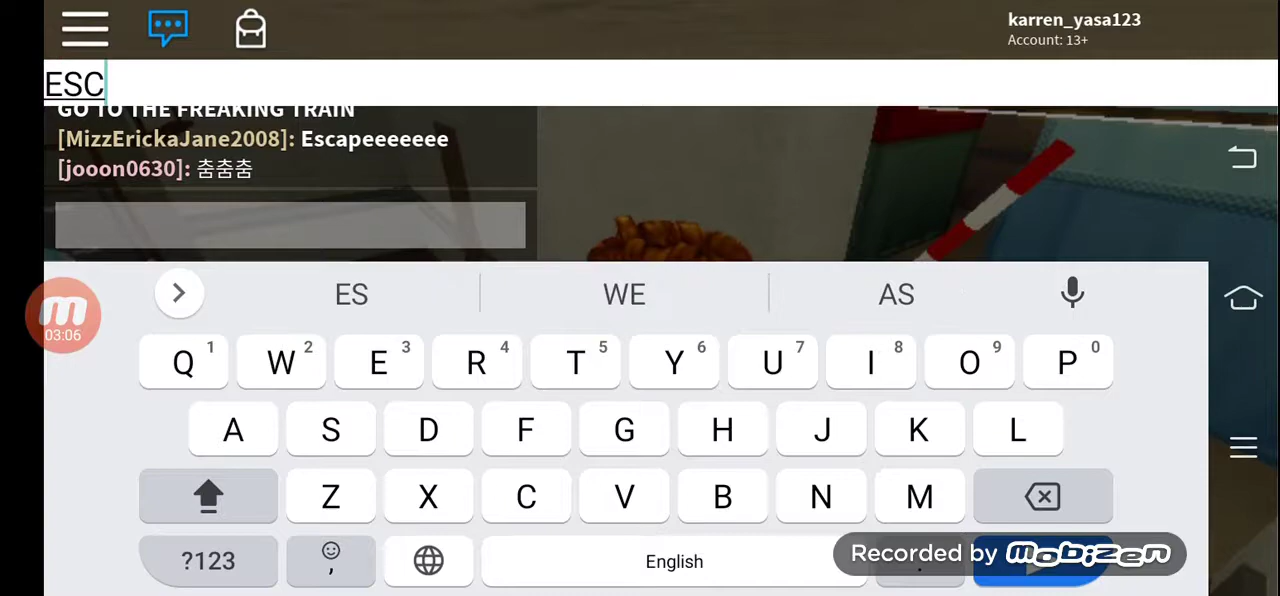 karren_yasa123
Account: 13+
ESC
GO TO THE FREAKING TRAIN
[MizzErickaJane2008]: Escapeeeeeee
[jooon0630]: 춤춤춤
03:06
ES WE AS
Q 1 W 2 E 3 R 4 T 5 Y 6 U 7 I 8 O 9 P 0
A S D F G H J K L
Z X C V B N M
?123 , English .
Recorded by mobizen